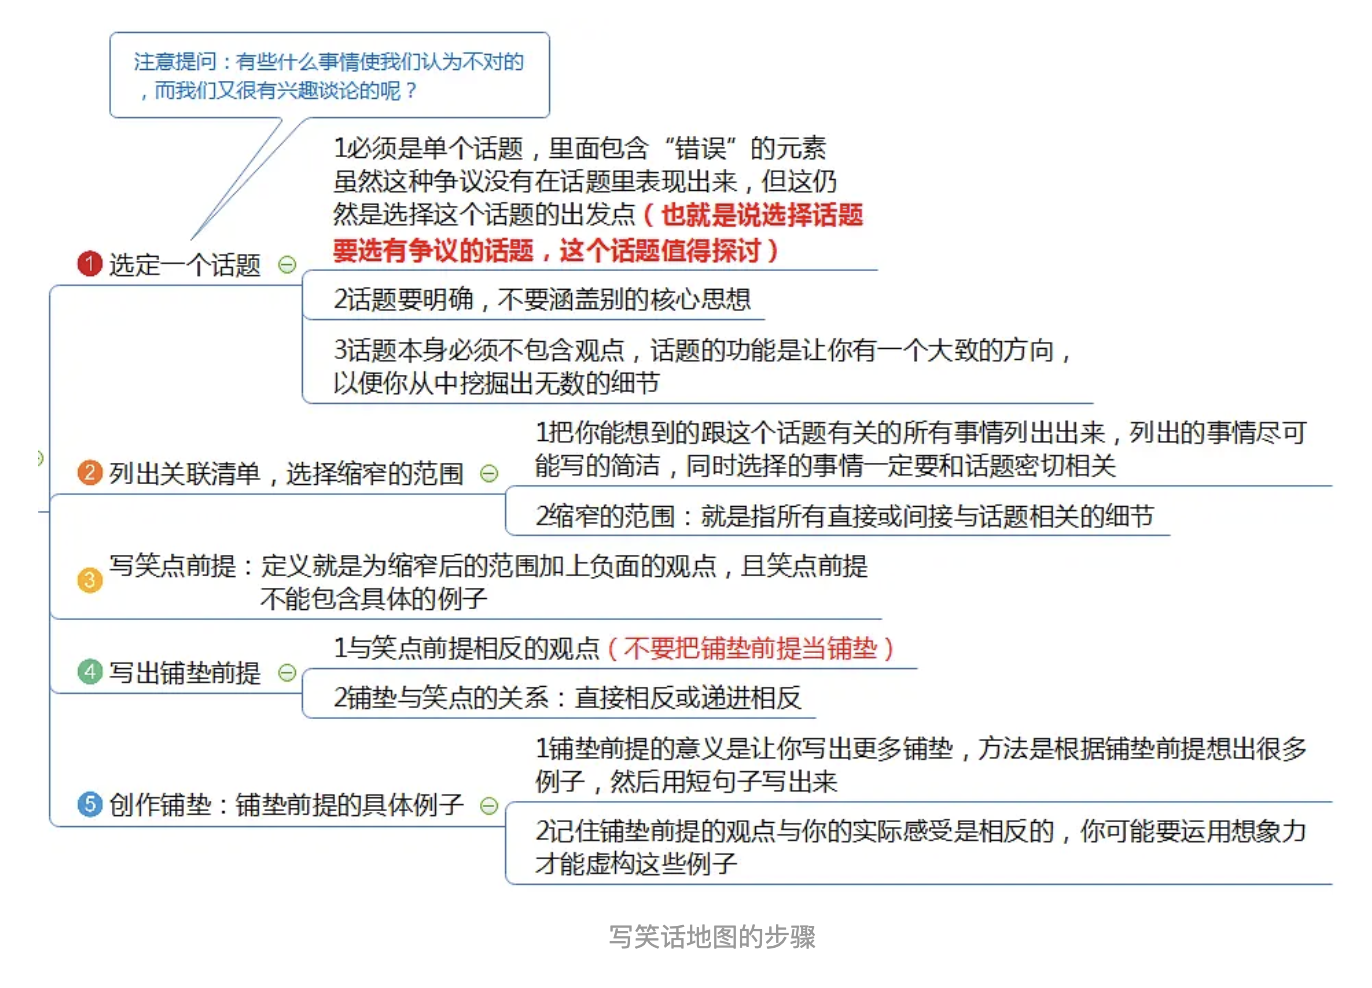 注意提问：有些什么事情使我们认为不对的
，而我们又很有兴趣谈论的呢？
1必须是单个话题，里面包含“错误”的元素
虽然这种争议没有在话题里表现出来，但这仍
然是选择这个话题的出发点（也就是说选择话题
要选有争议的话题，这个话题值得探讨）
1 选定一个话题
2话题要明确，不要涵盖别的核心思想
3话题本身必须不包含观点，话题的功能是让你有一个大致的方向，
以便你从中挖掘出无数的细节
1把你能想到的跟这个话题有关的所有事情列出出来，列出的事情尽可
能写的简洁，同时选择的事情一定要和话题密切相关
2 列出关联清单，选择缩窄的范围
2缩窄的范围：就是指所有直接或间接与话题相关的细节
3 写笑点前提：定义就是为缩窄后的范围加上负面的观点，且笑点前提
不能包含具体的例子
1与笑点前提相反的观点（不要把铺垫前提当铺垫）
4 写出铺垫前提
2铺垫与笑点的关系：直接相反或递进相反
1铺垫前提的意义是让你写出更多铺垫，方法是根据铺垫前提想出很多
例子，然后用短句子写出来
5 创作铺垫：铺垫前提的具体例子
2记住铺垫前提的观点与你的实际感受是相反的，你可能要运用想象力
才能虚构这些例子
写笑话地图的步骤